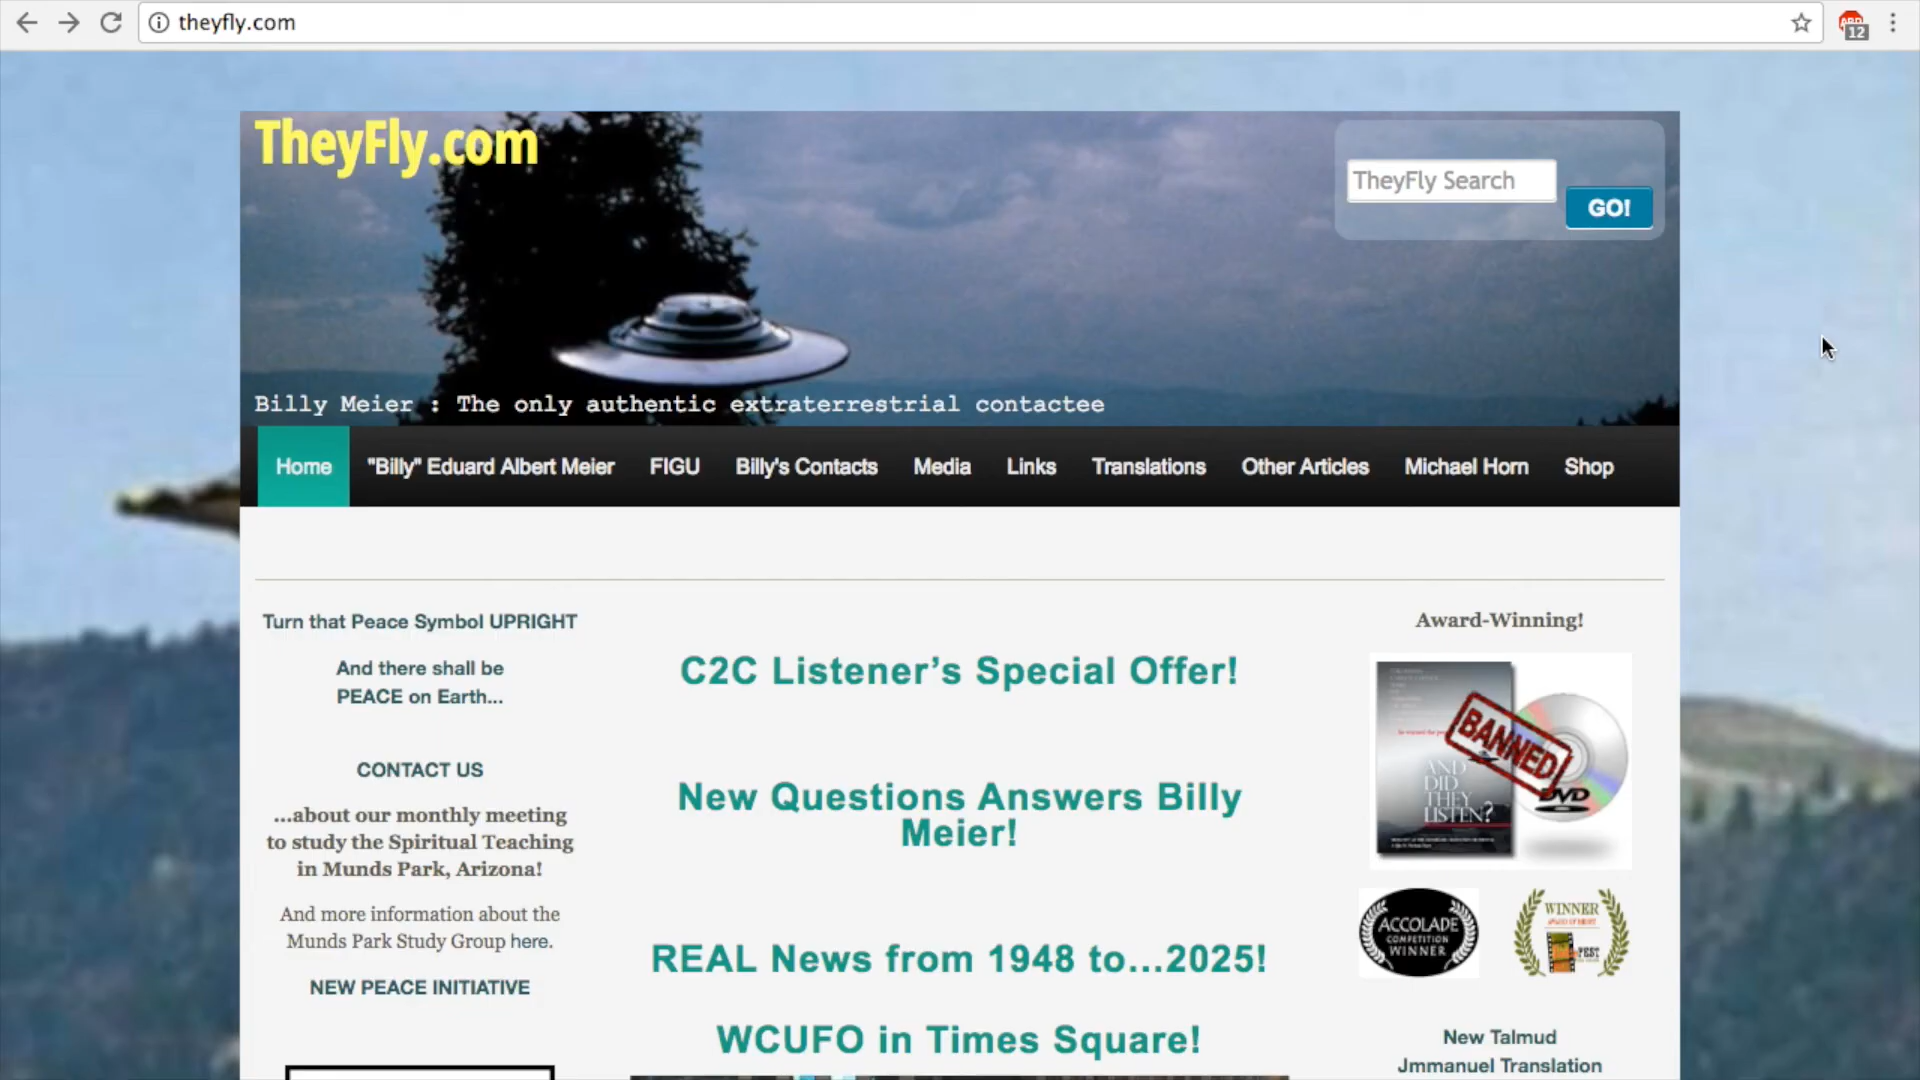 theyfly.com
12
TheyFly.com
TheyFly Search
GO!
Billy Meier : The only authentic extraterrestrial contactee
Home
"Billy" Eduard Albert Meier
FIGU
Billy's Contacts
Media
Links
Translations
Other Articles
Michael Horn
Shop
Turn that Peace Symbol UPRIGHT
And there shall be
PEACE on Earth...
CONTACT US
...about our monthly meeting
to study the Spiritual Teaching
in Munds Park, Arizona!
And more information about the
Munds Park Study Group here.
NEW PEACE INITIATIVE
C2C Listener’s Special Offer!
New Questions Answers Billy
Meier!
REAL News from 1948 to...2025!
WCUFO in Times Square!
Award-Winning!
BANNED
AND
DID
THEY
LISTEN?
DVD
ACCOLADE
COMPETITION
WINNER
WINNER
New Talmud
Jmmanuel Translation